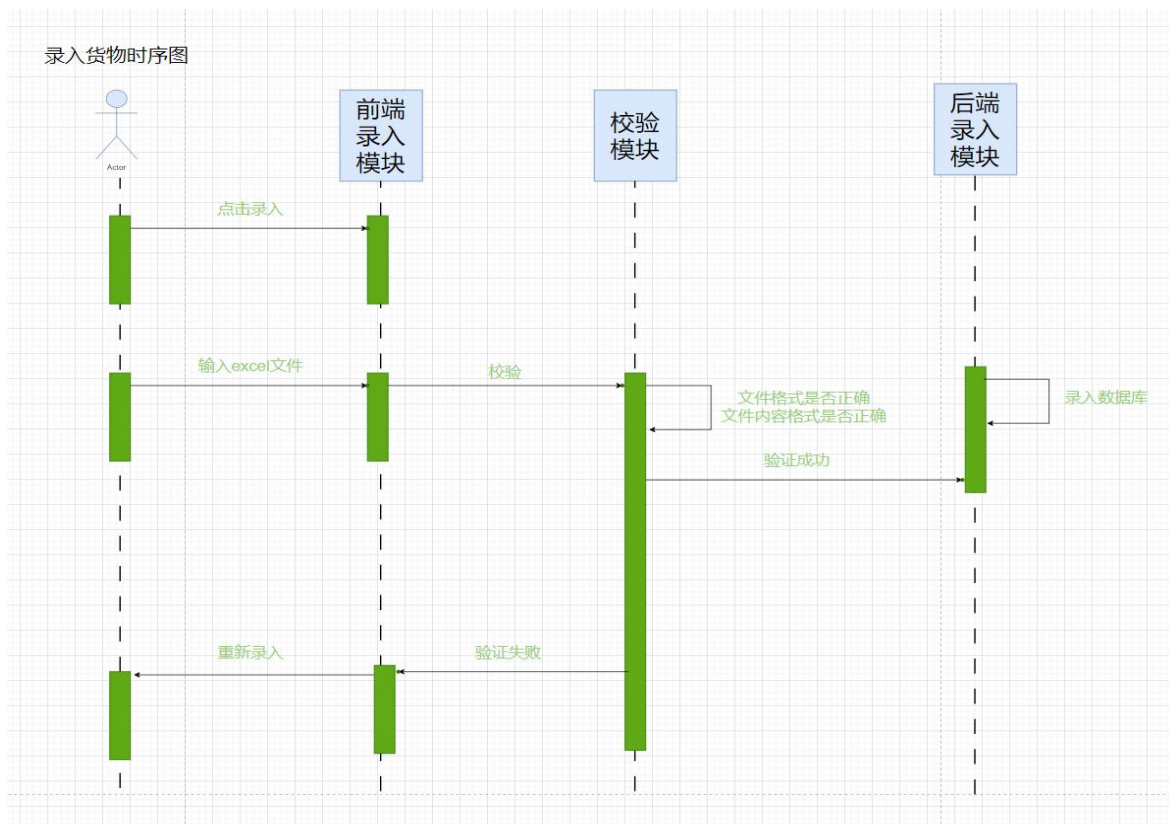 录入货物时序图
Actor
前端
录入
模块
校验
模块
后端
录入
模块
点击录入
输入excel文件
校验
文件格式是否正确
文件内容格式是否正确
录入数据库
验证成功
重新录入
验证失败